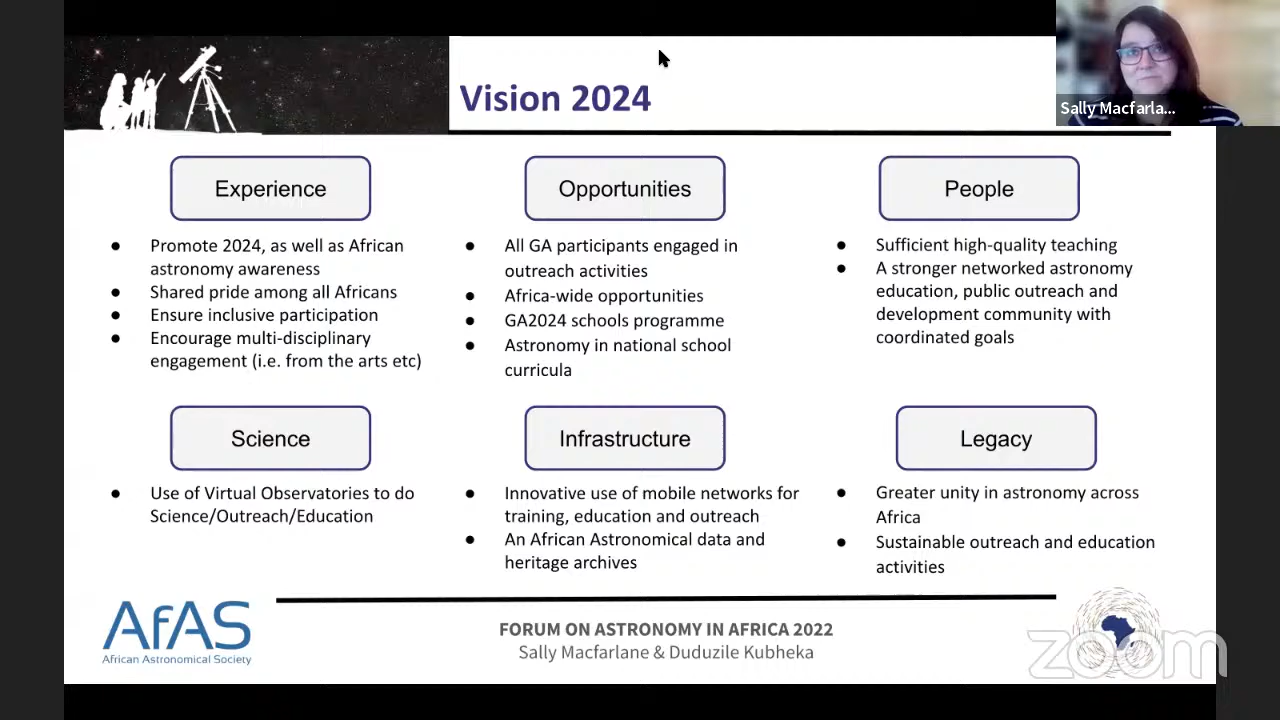 Vision 2024
Sally Macfarla...
Experience
Opportunities
People
● Promote 2024, as well as African
astronomy awareness
● Shared pride among all Africans
● Ensure inclusive participation
● Encourage multi-disciplinary
engagement (i.e. from the arts etc)
● All GA participants engaged in
outreach activities
● Africa-wide opportunities
● GA2024 schools programme
● Astronomy in national school
curricula
● Sufficient high-quality teaching
● A stronger networked astronomy
education, public outreach and
development community with
coordinated goals
Science
Infrastructure
Legacy
● Use of Virtual Observatories to do
Science/Outreach/Education
● Innovative use of mobile networks for
training, education and outreach
● An African Astronomical data and
heritage archives
● Greater unity in astronomy across
Africa
● Sustainable outreach and education
activities
AfAS
African Astronomical Society
FORUM ON ASTRONOMY IN AFRICA 2022
Sally Macfarlane & Duduzile Kubheka
zoom